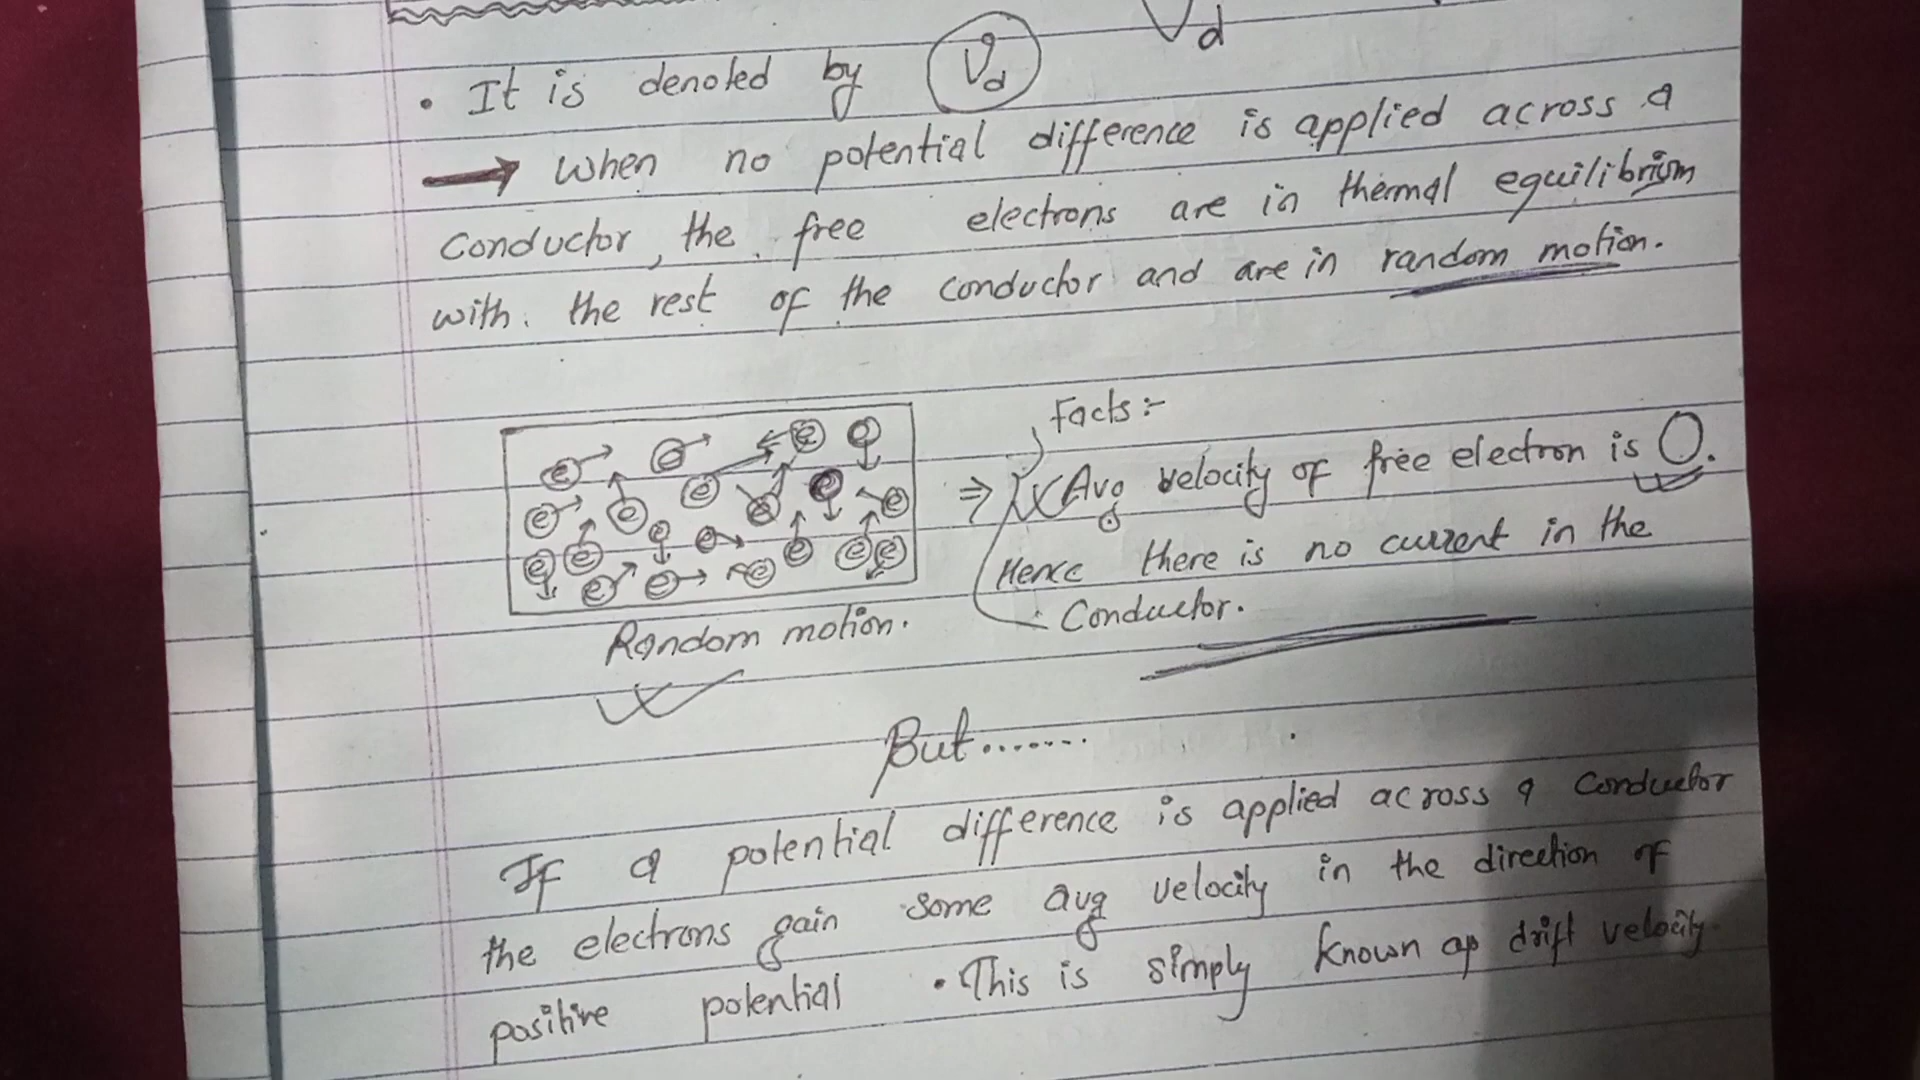 Vd
• It is denoted by Vd
→ When no potential difference is applied across a
conductor, the free electrons are in thermal equilibrium
with the rest of the conductor and are in random motion.
Facts :-
e e e e e e e e e e e e e e e e e e e e e
⇒ Avg velocity of free electron is 0.
Hence there is no current in the
Conductor.
Random motion.
But.......
If a potential difference is applied across a conductor
the electrons gain some avg velocity in the direction of
positive potential. This is simply known as drift velocity.